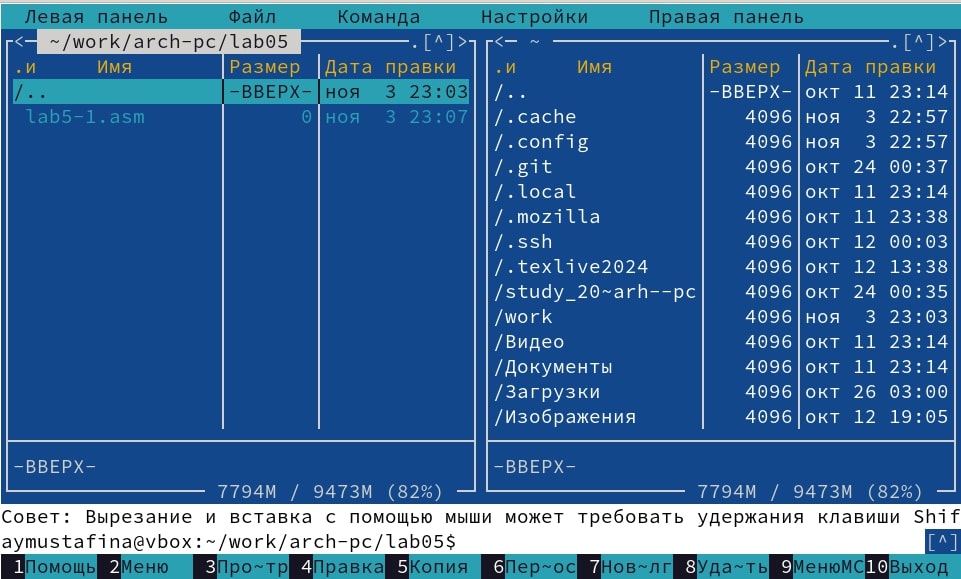 Левая панель Файл Команда Настройки Правая панель
<─ ~/work/arch-pc/lab05 ─.[^]>
.и Имя Размер Дата правки
/.. -ВВЕРХ- ноя 3 23:03
lab5-1.asm 0 ноя 3 23:07
-ВВЕРХ-
7794M / 9473M (82%)
<─ ~ ─.[^]>
.и Имя Размер Дата правки
/.. -ВВЕРХ- окт 11 23:14
/.cache 4096 ноя 3 22:57
/.config 4096 ноя 3 22:57
/.git 4096 окт 24 00:37
/.local 4096 окт 11 23:14
/.mozilla 4096 окт 11 23:38
/.ssh 4096 окт 12 00:03
/.texlive2024 4096 окт 12 13:38
/study_20~arh--pc 4096 окт 24 00:35
/work 4096 ноя 3 23:03
/Видео 4096 окт 11 23:14
/Документы 4096 окт 11 23:14
/Загрузки 4096 окт 26 03:00
/Изображения 4096 окт 12 19:05
-ВВЕРХ-
7794M / 9473M (82%)
Совет: Вырезание и вставка с помощью мыши может требовать удержания клавиши Shif
aymustafina@vbox:~/work/arch-pc/lab05$ [^]
1Помощь 2Меню 3Про~тр 4Правка 5Копия 6Пер~ос 7Нов~лг 8Уда~ть 9МенюMC 10Выход